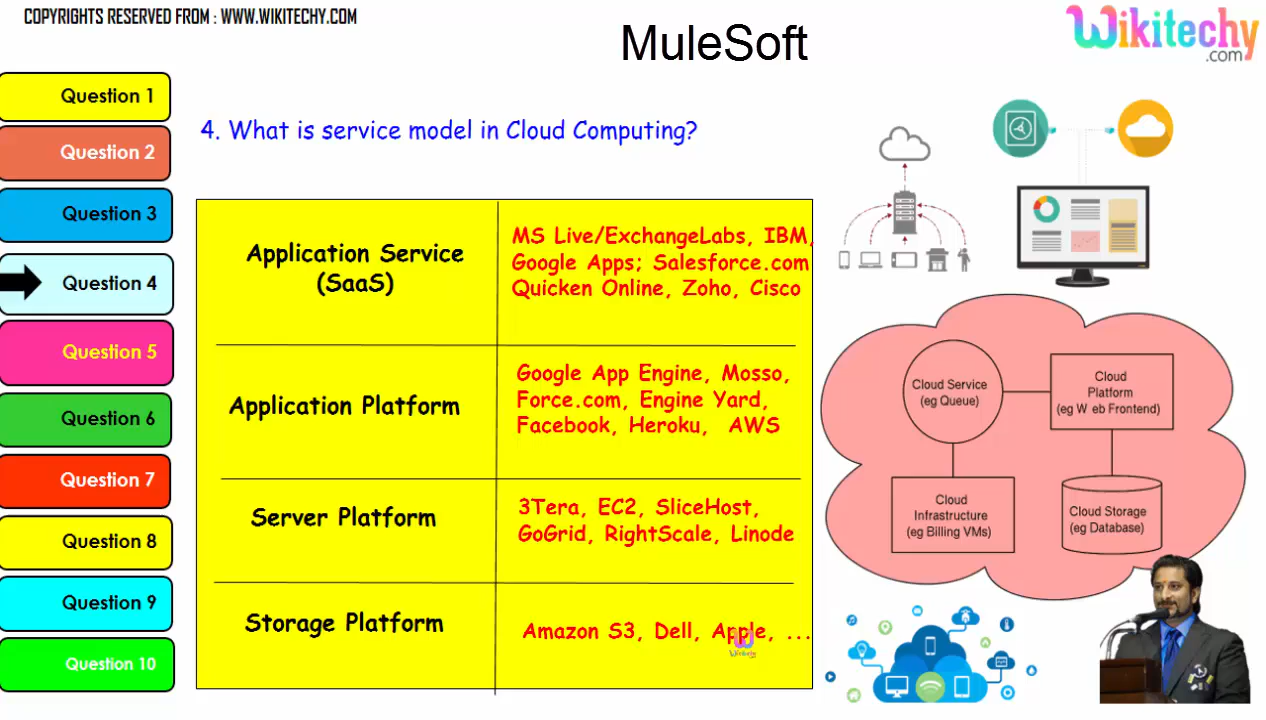 COPYRIGHTS RESERVED FROM : WWW.WIKITECHY.COM
MuleSoft
Wikitechy
.com
Question 1
Question 2
Question 3
Question 4
Question 5
Question 6
Question 7
Question 8
Question 9
Question 10
4. What is service model in Cloud Computing?
Application Service
(SaaS)
MS Live/ExchangeLabs, IBM,
Google Apps; Salesforce.com
Quicken Online, Zoho, Cisco
Application Platform
Google App Engine, Mosso,
Force.com, Engine Yard,
Facebook, Heroku, AWS
Server Platform
3Tera, EC2, SliceHost,
GoGrid, RightScale, Linode
Storage Platform
Amazon S3, Dell, Apple, ...
Wikitechy
Cloud Service
(eg Queue)
Cloud
Platform
(eg W eb Frontend)
Cloud
Infrastructure
(eg Billing VMs)
Cloud Storage
(eg Database)